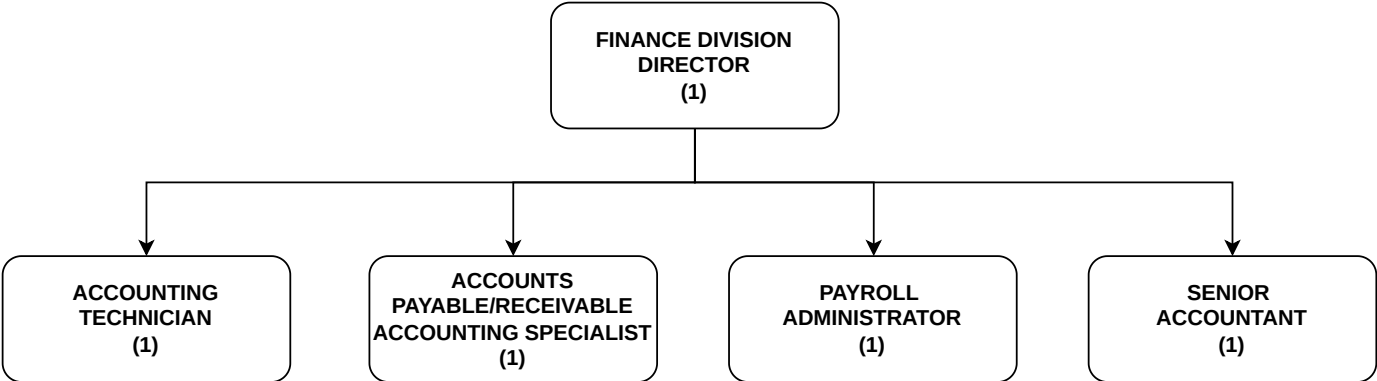 FINANCE DIVISION
DIRECTOR
(1)
ACCOUNTING
TECHNICIAN
(1)
ACCOUNTS
PAYABLE/RECEIVABLE
ACCOUNTING SPECIALIST
(1)
PAYROLL
ADMINISTRATOR
(1)
SENIOR
ACCOUNTANT
(1)